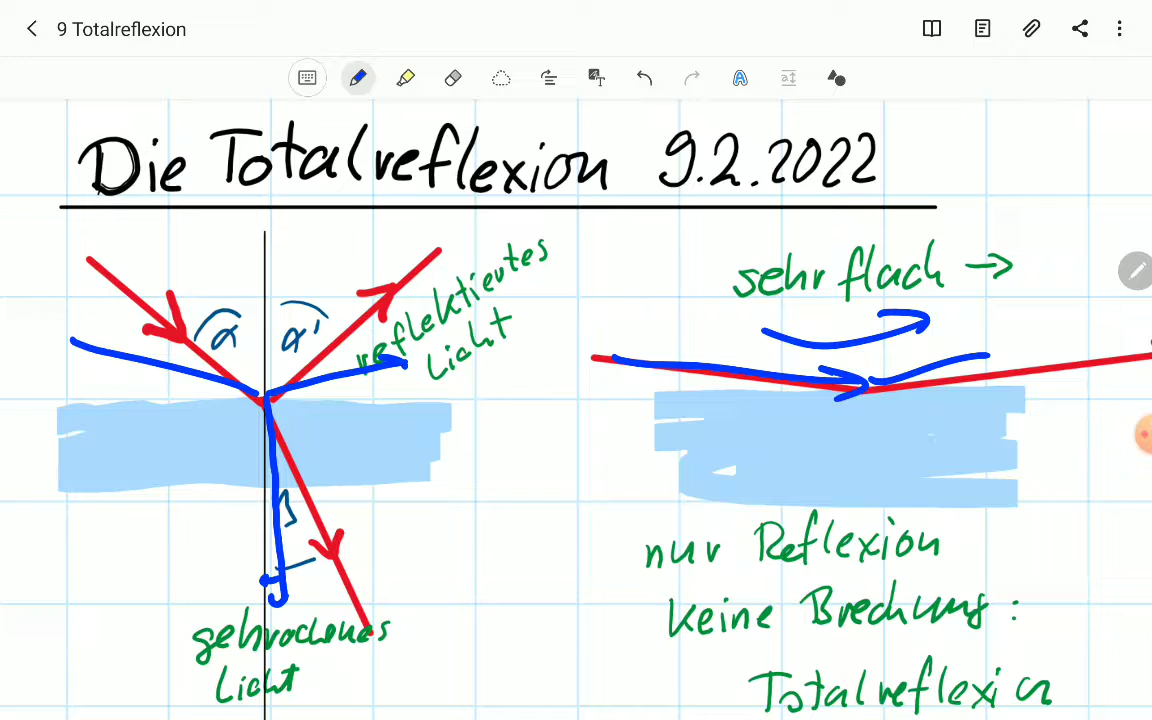 9 Totalreflexion
Die Totalreflexion 9.2.2022
α α'
reflektiertes
Licht
sehr flach →
β
gebrochenes
Licht
nur Reflexion
keine Brechung:
Totalreflexion